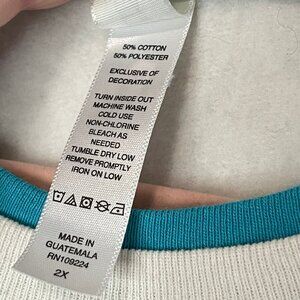 50% COTTON
50% POLYESTER
EXCLUSIVE OF
DECORATION
TURN INSIDE OUT
MACHINE WASH
COLD USE
NON-CHLORINE
BLEACH AS
NEEDED
TUMBLE DRY LOW
REMOVE PROMPTLY
IRON ON LOW
MADE IN
GUATEMALA
RN109224
2X